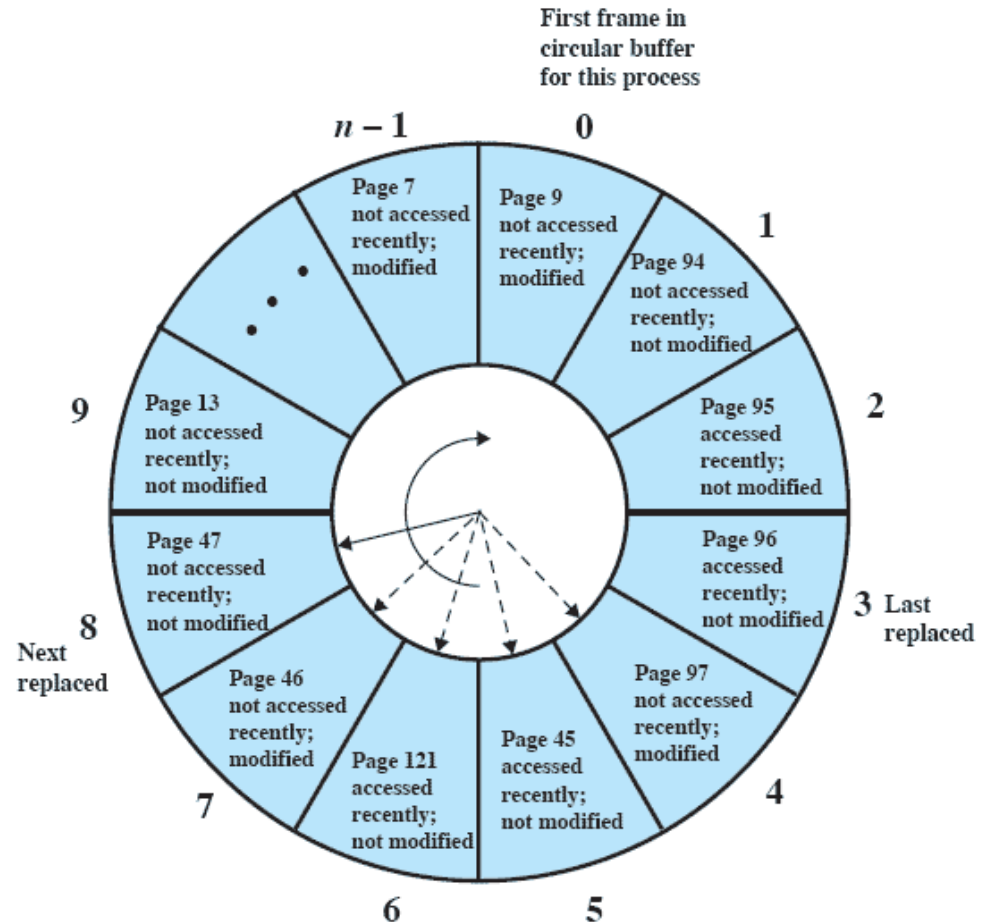 First frame in
circular buffer
for this process
n – 1
0
Page 7
not accessed
recently;
modified
Page 9
not accessed
recently;
modified
1
Page 94
not accessed
recently;
not modified
2
Page 95
accessed
recently;
not modified
9
Page 13
not accessed
recently;
not modified
Page 96
accessed
recently;
not modified
3
Last
replaced
Page 47
not accessed
recently;
not modified
8
Next
replaced
Page 97
not accessed
recently;
modified
4
Page 46
not accessed
recently;
modified
7
Page 45
accessed
recently;
not modified
5
Page 121
accessed
recently;
not modified
6